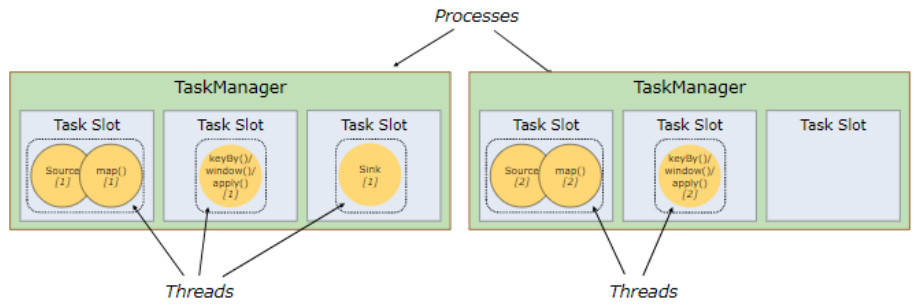 Processes
TaskManager
Task Slot
Source
[1]
map()
[1]
Task Slot
keyBy()/
window()/
apply()
[1]
Task Slot
Sink
[1]
TaskManager
Task Slot
Source
[2]
map()
[2]
Task Slot
keyBy()/
window()/
apply()
[2]
Task Slot
Threads
Threads